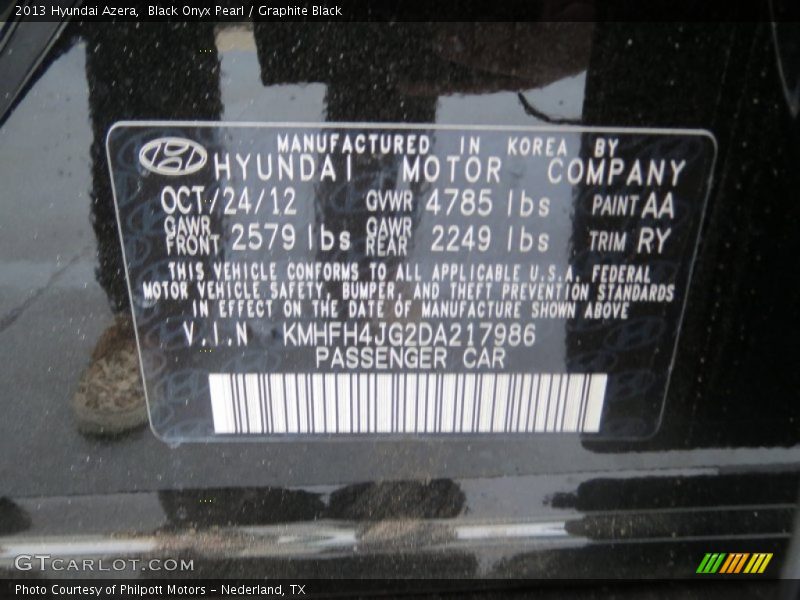 2013 Hyundai Azera, Black Onyx Pearl / Graphite Black
MANUFACTURED IN KOREA BY
HYUNDAI MOTOR COMPANY
OCT/24/12 GVWR 4785 lbs PAINT AA
GAWR FRONT 2579 lbs GAWR REAR 2249 lbs TRIM RY
THIS VEHICLE CONFORMS TO ALL APPLICABLE U.S.A. FEDERAL
MOTOR VEHICLE SAFETY, BUMPER, AND THEFT PREVENTION STANDARDS
IN EFFECT ON THE DATE OF MANUFACTURE SHOWN ABOVE
V.I.N KMHFH4JG2DA217986
PASSENGER CAR
GTCARLOT.COM
Photo Courtesy of Philpott Motors - Nederland, TX